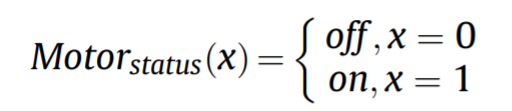 Motor_status(x) = { off, x = 0
on, x = 1